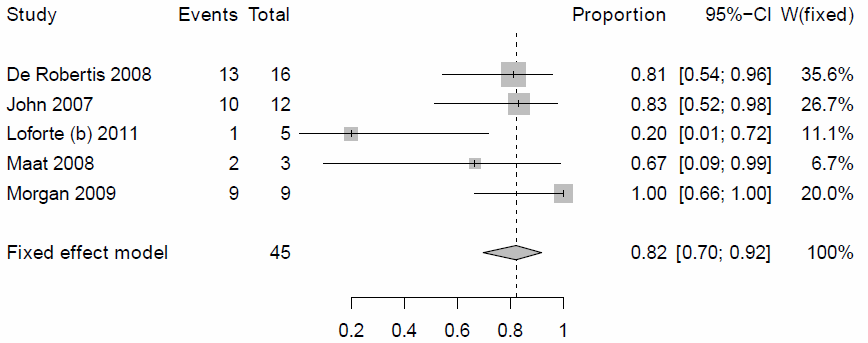 Study Events Total Proportion 95%−CI W(fixed)
De Robertis 2008 13 16 0.81 [0.54; 0.96] 35.6%
John 2007 10 12 0.83 [0.52; 0.98] 26.7%
Loforte (b) 2011 1 5 0.20 [0.01; 0.72] 11.1%
Maat 2008 2 3 0.67 [0.09; 0.99] 6.7%
Morgan 2009 9 9 1.00 [0.66; 1.00] 20.0%
Fixed effect model 45 0.82 [0.70; 0.92] 100%
0.2 0.4 0.6 0.8 1